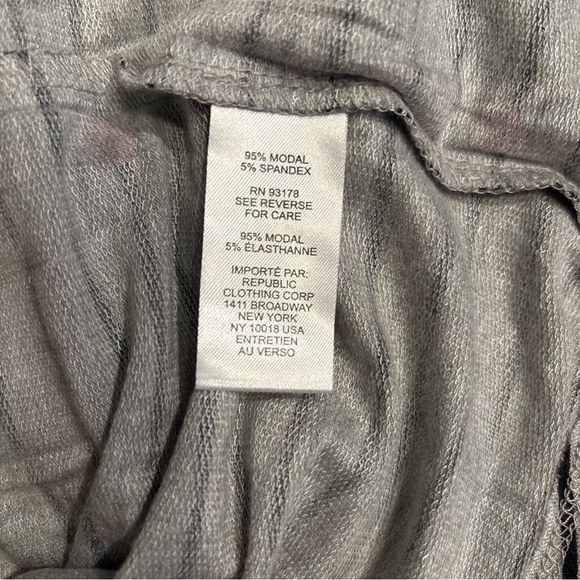 95% MODAL
5% SPANDEX
RN 93178
SEE REVERSE
FOR CARE
95% MODAL
5% ÉLASTHANNE
IMPORTÉ PAR:
REPUBLIC
CLOTHING CORP
1411 BROADWAY
NEW YORK
NY 10018 USA
ENTRETIEN
AU VERSO